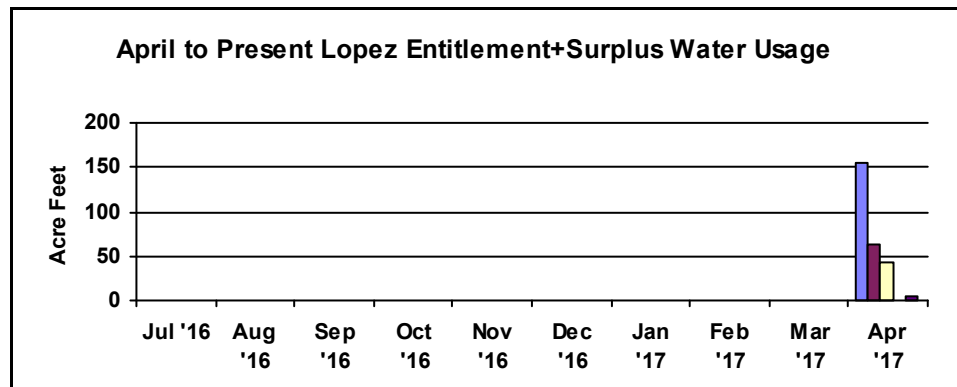 April to Present Lopez Entitlement+Surplus Water Usage
Acre Feet
200
150
100
50
0
Jul '16 Aug '16 Sep '16 Oct '16 Nov '16 Dec '16 Jan '17 Feb '17 Mar '17 Apr '17